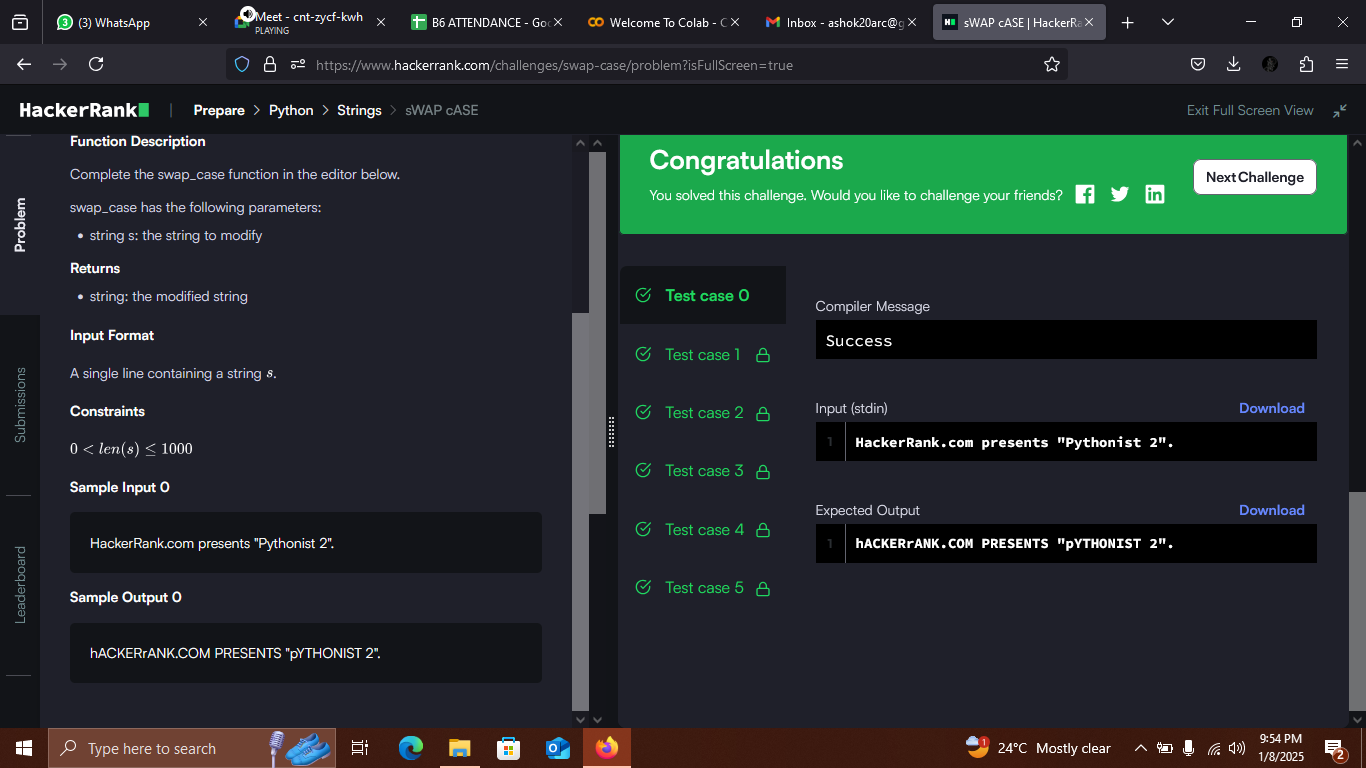 (3) WhatsApp
Meet - cnt-zycf-kwh
PLAYING
B6 ATTENDANCE - Goo
Welcome To Colab - C
Inbox - ashok20arc@g
sWAP cASE | HackerRa
https://www.hackerrank.com/challenges/swap-case/problem?isFullScreen=true
HackerRank
Prepare > Python > Strings > sWAP cASE
Exit Full Screen View
Problem
Submissions
Leaderboard
Function Description
Complete the swap_case function in the editor below.
swap_case has the following parameters:
• string s: the string to modify
Returns
• string: the modified string
Input Format
A single line containing a string s.
Constraints
0 < len(s) ≤ 1000
Sample Input 0
HackerRank.com presents "Pythonist 2".
Sample Output 0
hACKERrANK.COM PRESENTS "pYTHONIST 2".
Congratulations
You solved this challenge. Would you like to challenge your friends?
Next Challenge
Test case 0
Test case 1
Test case 2
Test case 3
Test case 4
Test case 5
Compiler Message
Success
Input (stdin)
Download
1 HackerRank.com presents "Pythonist 2".
Expected Output
Download
1 hACKERrANK.COM PRESENTS "pYTHONIST 2".
Type here to search
1
24°C Mostly clear
9:54 PM
1/8/2025
2